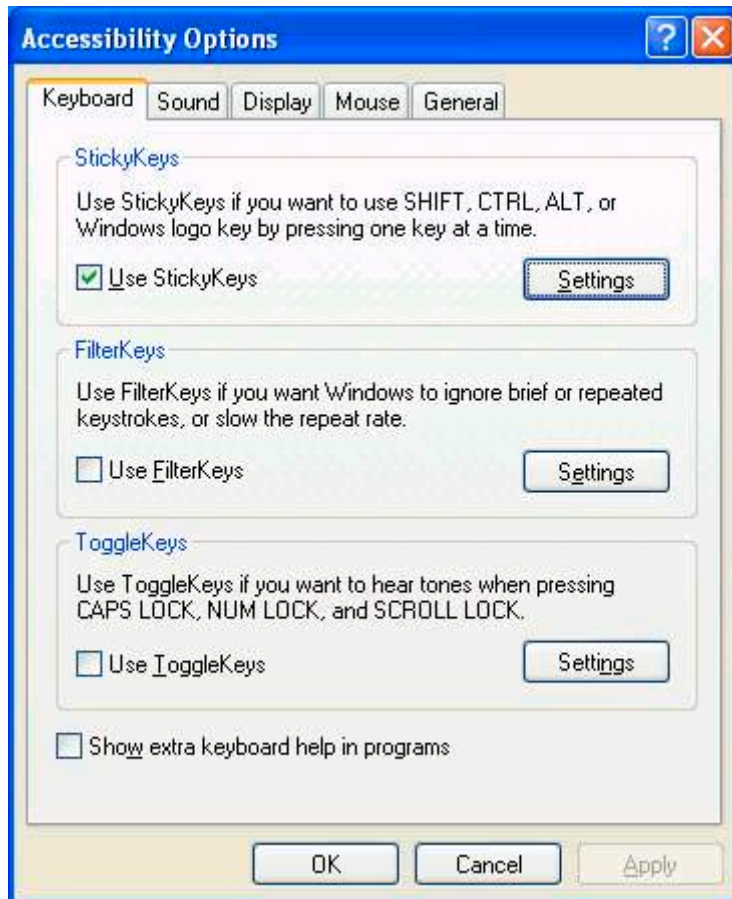 Accessibility Options
Keyboard Sound Display Mouse General
StickyKeys
Use StickyKeys if you want to use SHIFT, CTRL, ALT, or
Windows logo key by pressing one key at a time.
Use StickyKeys Settings
FilterKeys
Use FilterKeys if you want Windows to ignore brief or repeated
keystrokes, or slow the repeat rate.
Use FilterKeys Settings
ToggleKeys
Use ToggleKeys if you want to hear tones when pressing
CAPS LOCK, NUM LOCK, and SCROLL LOCK.
Use ToggleKeys Settings
Show extra keyboard help in programs
OK Cancel Apply